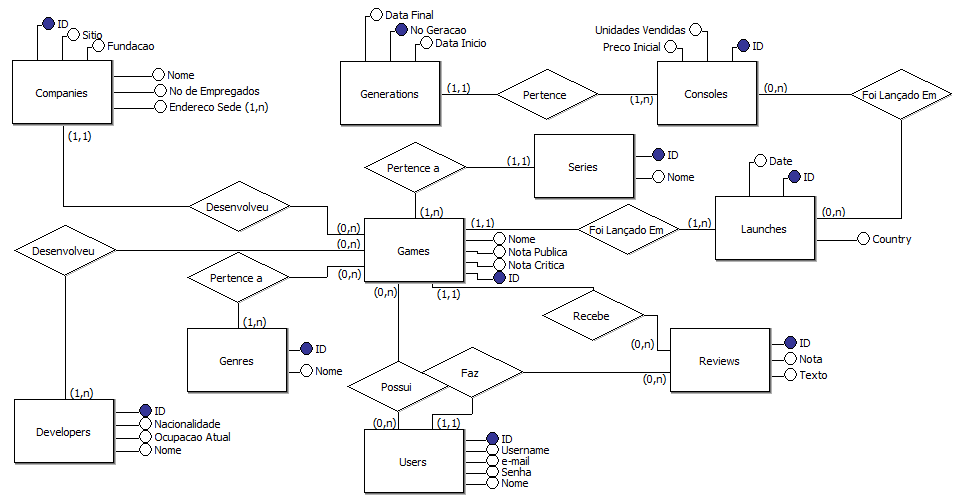 Data Final
ID
No Geracao
Unidades Vendidas
Sitio
Data Inicio
Fundacao
Preco Inicial
ID
Nome
Companies
No de Empregados
Endereco Sede (1,n)
Generations
(1,1)
Pertence
(1,n)
Consoles
(0,n)
Foi Lançado Em
(1,1)
Pertence a
(1,1)
Series
ID
Nome
Date
ID
Desenvolveu
(0,n)
(1,n)
(1,1)
Foi Lançado Em
(1,n)
Launches
(0,n)
Country
Desenvolveu
(0,n)
Games
Nome
Nota Publica
Nota Critica
ID
Pertence a
(0,n)
(0,n)
(1,1)
Recebe
(1,n)
Genres
ID
Nome
(0,n)
Reviews
ID
Nota
Texto
Possui
Faz
(0,n)
(1,n)
Developers
ID
Nacionalidade
Ocupacao Atual
Nome
(0,n)
(1,1)
Users
ID
Username
e-mail
Senha
Nome